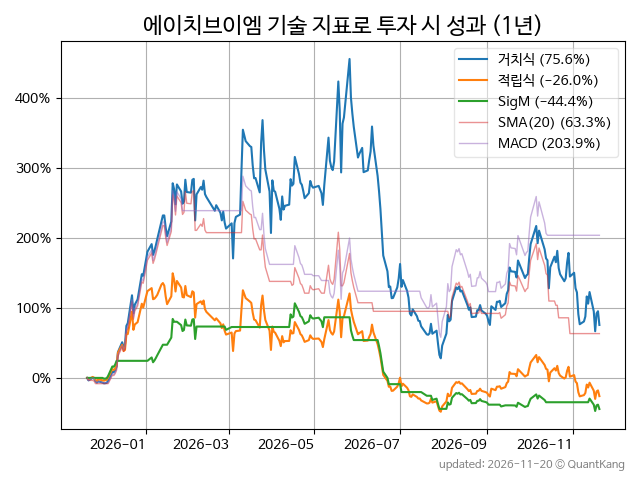 에이치브이엠 기술 지표로 투자 시 성과 (1년)
거치식 (75.6%)
적립식 (−26.0%)
SigM (−44.4%)
SMA(20) (63.3%)
MACD (203.9%)
400%
300%
200%
100%
0%
2026-01 2026-03 2026-05 2026-07 2026-09 2026-11
updated: 2026-11-20 © QuantKang